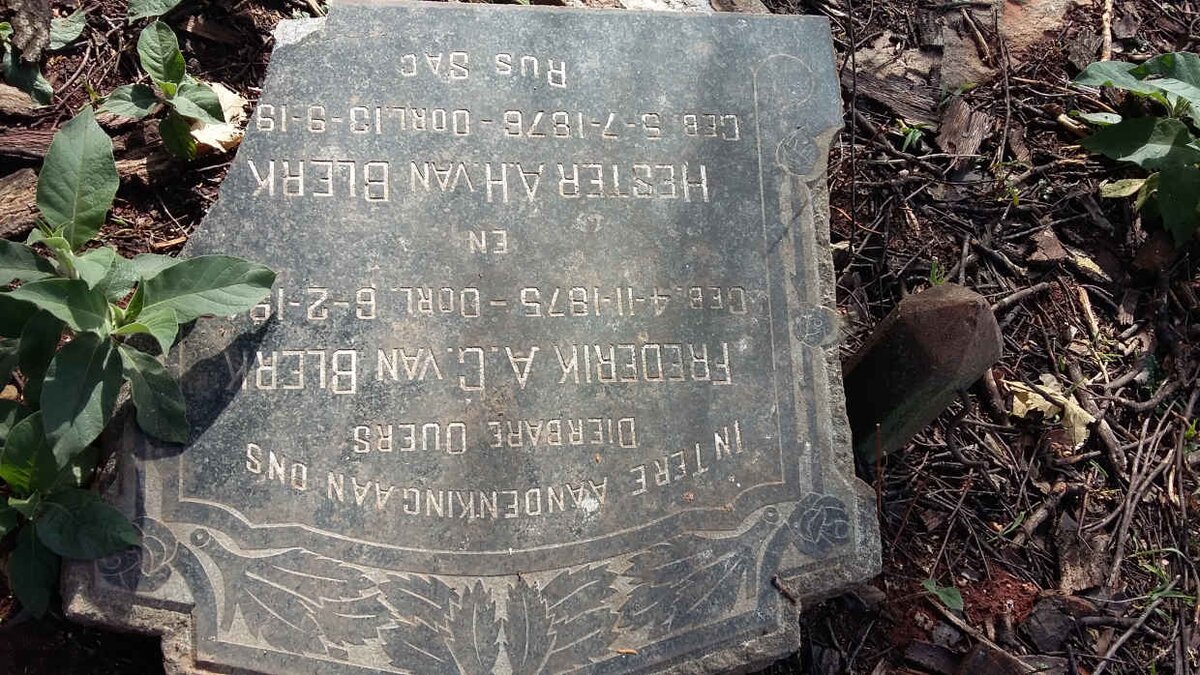 IN TERE AANDENKING AAN ONS
DIERBARE OUERS
FREDERIK A. C. VAN BLERK
GEB. 4-11-1875 - OORL. 6-2-19
EN
HESTER A.H. VAN BLERK
GEB. 5-7-1876 - OORL. 13-9-19
RUS SAC